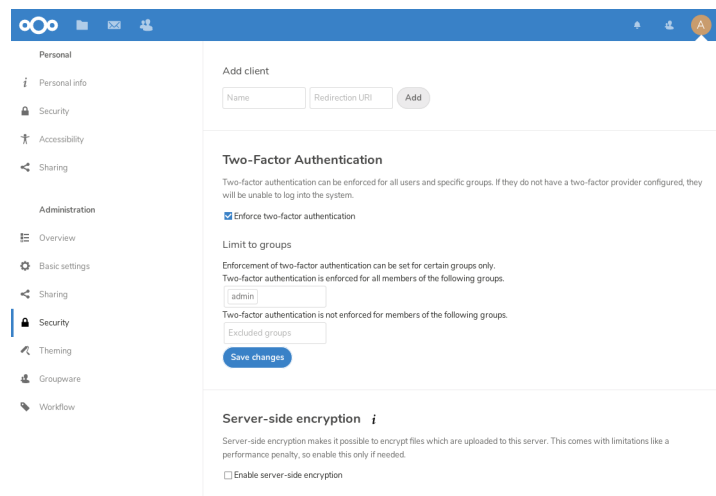 A
Personal
Personal info
Security
Accessibility
Sharing
Administration
Overview
Basic settings
Sharing
Security
Theming
Groupware
Workflow
Add client
Name
Redirection URI
Add
Two-Factor Authentication
Two-factor authentication can be enforced for all users and specific groups. If they do not have a two-factor provider configured, they
will be unable to log into the system.
Enforce two-factor authentication
Limit to groups
Enforcement of two-factor authentication can be set for certain groups only.
Two-factor authentication is enforced for all members of the following groups.
admin
Two-factor authentication is not enforced for members of the following groups.
Excluded groups
Save changes
Server-side encryption i
Server-side encryption makes it possible to encrypt files which are uploaded to this server. This comes with limitations like a
performance penalty, so enable this only if needed.
Enable server-side encryption